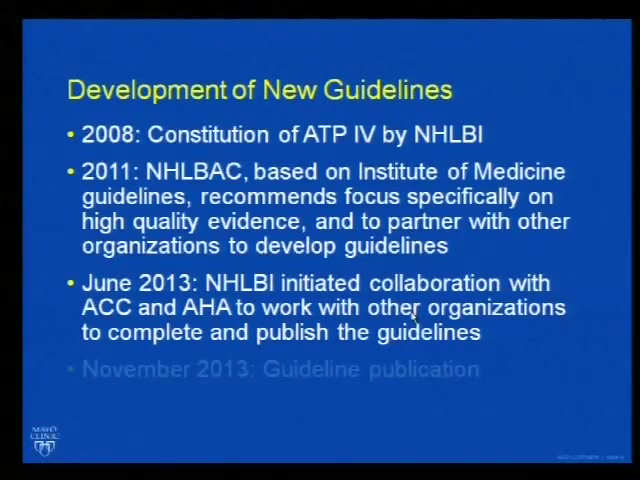 Development of New Guidelines
• 2008: Constitution of ATP IV by NHLBI
• 2011: NHLBAC, based on Institute of Medicine
guidelines, recommends focus specifically on
high quality evidence, and to partner with other
organizations to develop guidelines
• June 2013: NHLBI initiated collaboration with
ACC and AHA to work with other organizations
to complete and publish the guidelines
• November 2013: Guideline publication
MAYO
CLINIC